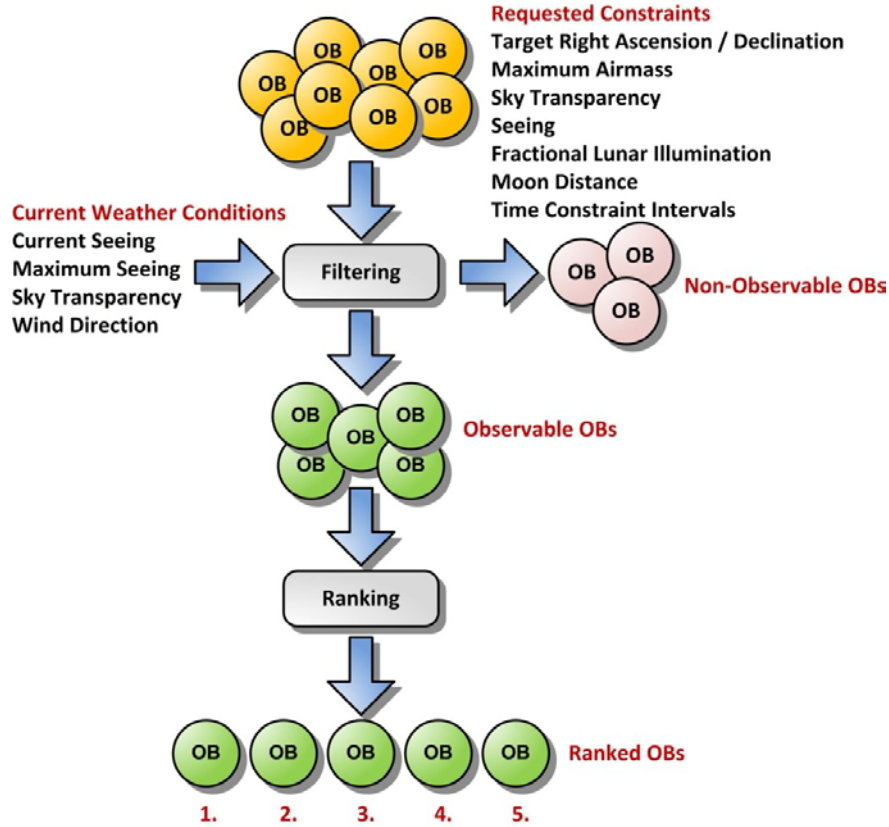 Requested Constraints
Target Right Ascension / Declination
Maximum Airmass
Sky Transparency
Seeing
Fractional Lunar Illumination
Moon Distance
Time Constraint Intervals
OB
OB
OB
OB
OB
OB
OB
OB
Current Weather Conditions
Current Seeing
Maximum Seeing
Sky Transparency
Wind Direction
Filtering
OB
OB
OB
Non-Observable OBs
OB
OB
OB
OB
OB
Observable OBs
Ranking
OB OB OB OB OB
Ranked OBs
1. 2. 3. 4. 5.